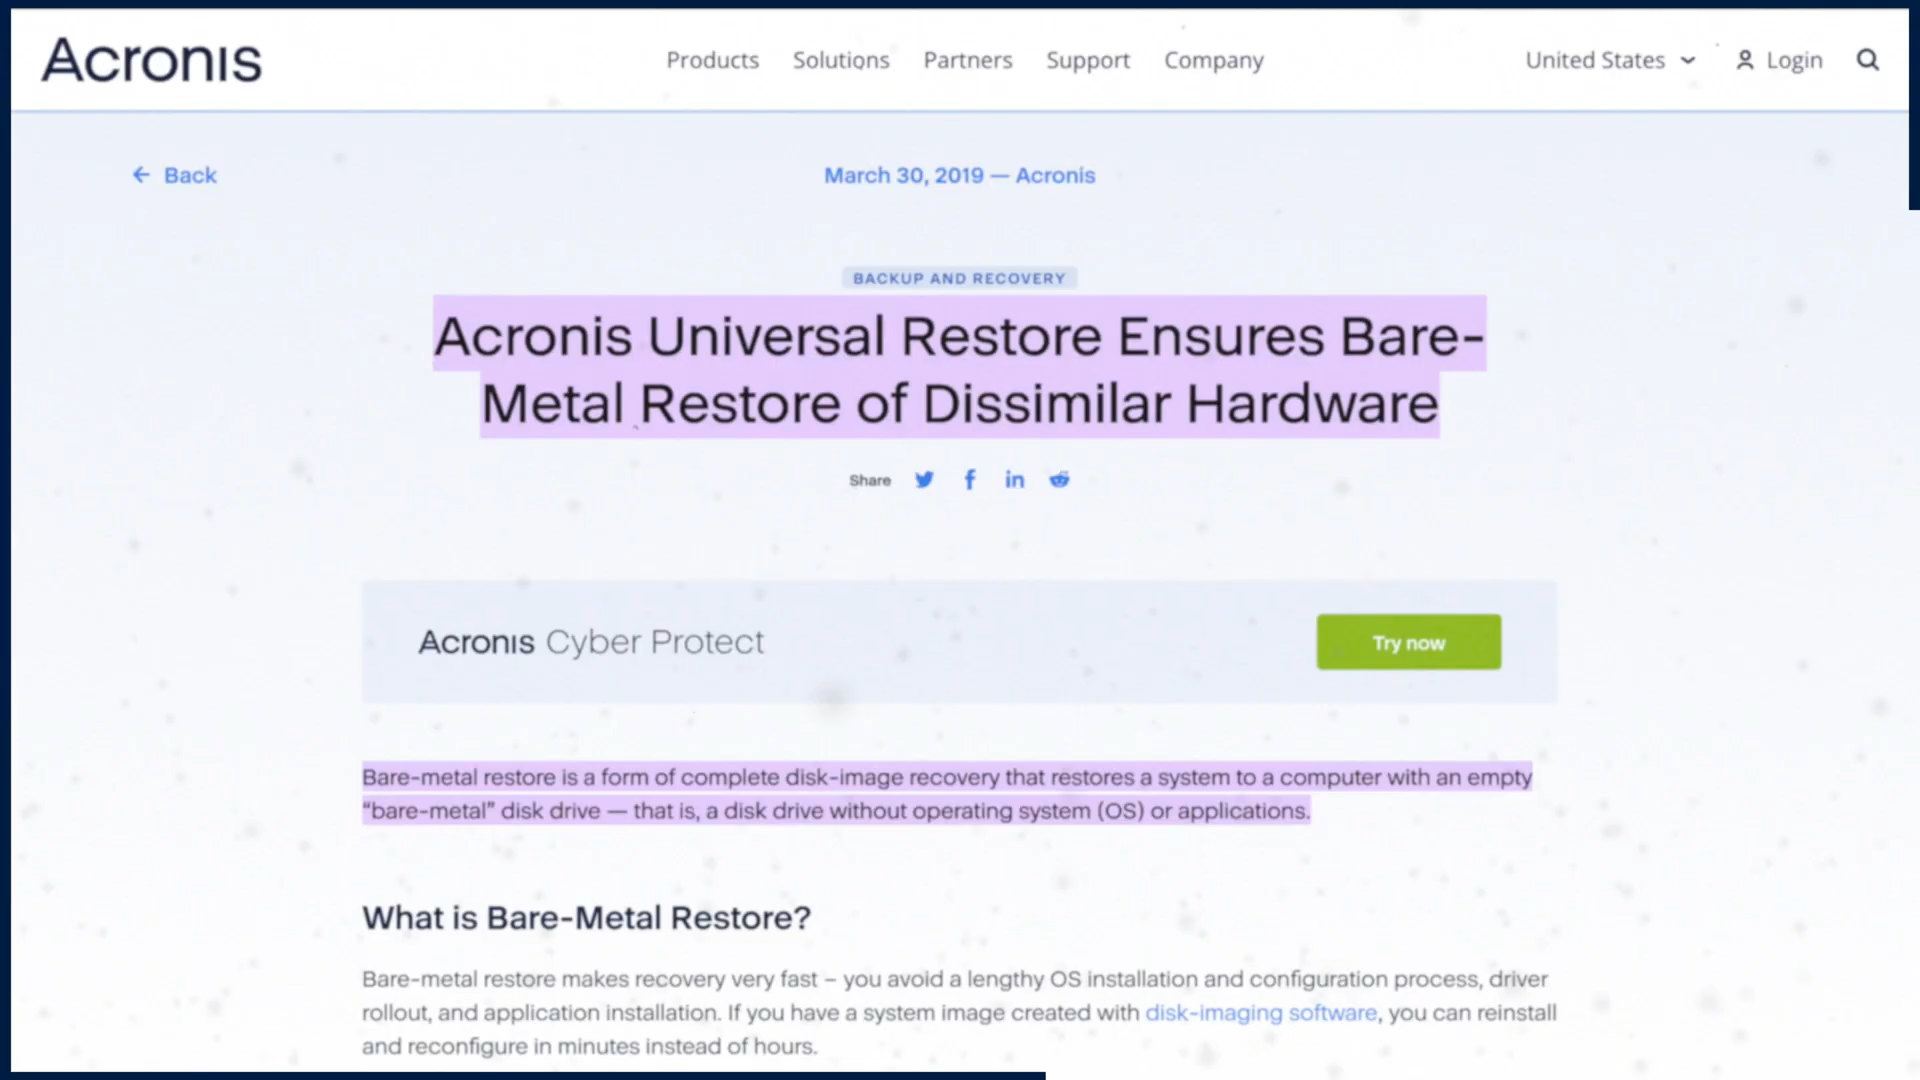 Acronis
Products Solutions Partners Support Company
United States Login
Back
March 30, 2019 — Acronis
BACKUP AND RECOVERY
Acronis Universal Restore Ensures Bare-
Metal Restore of Dissimilar Hardware
Share
Acronis Cyber Protect
Try now
Bare-metal restore is a form of complete disk-image recovery that restores a system to a computer with an empty
“bare-metal” disk drive — that is, a disk drive without operating system (OS) or applications.
What is Bare-Metal Restore?
Bare-metal restore makes recovery very fast – you avoid a lengthy OS installation and configuration process, driver
rollout, and application installation. If you have a system image created with disk-imaging software, you can reinstall
and reconfigure in minutes instead of hours.